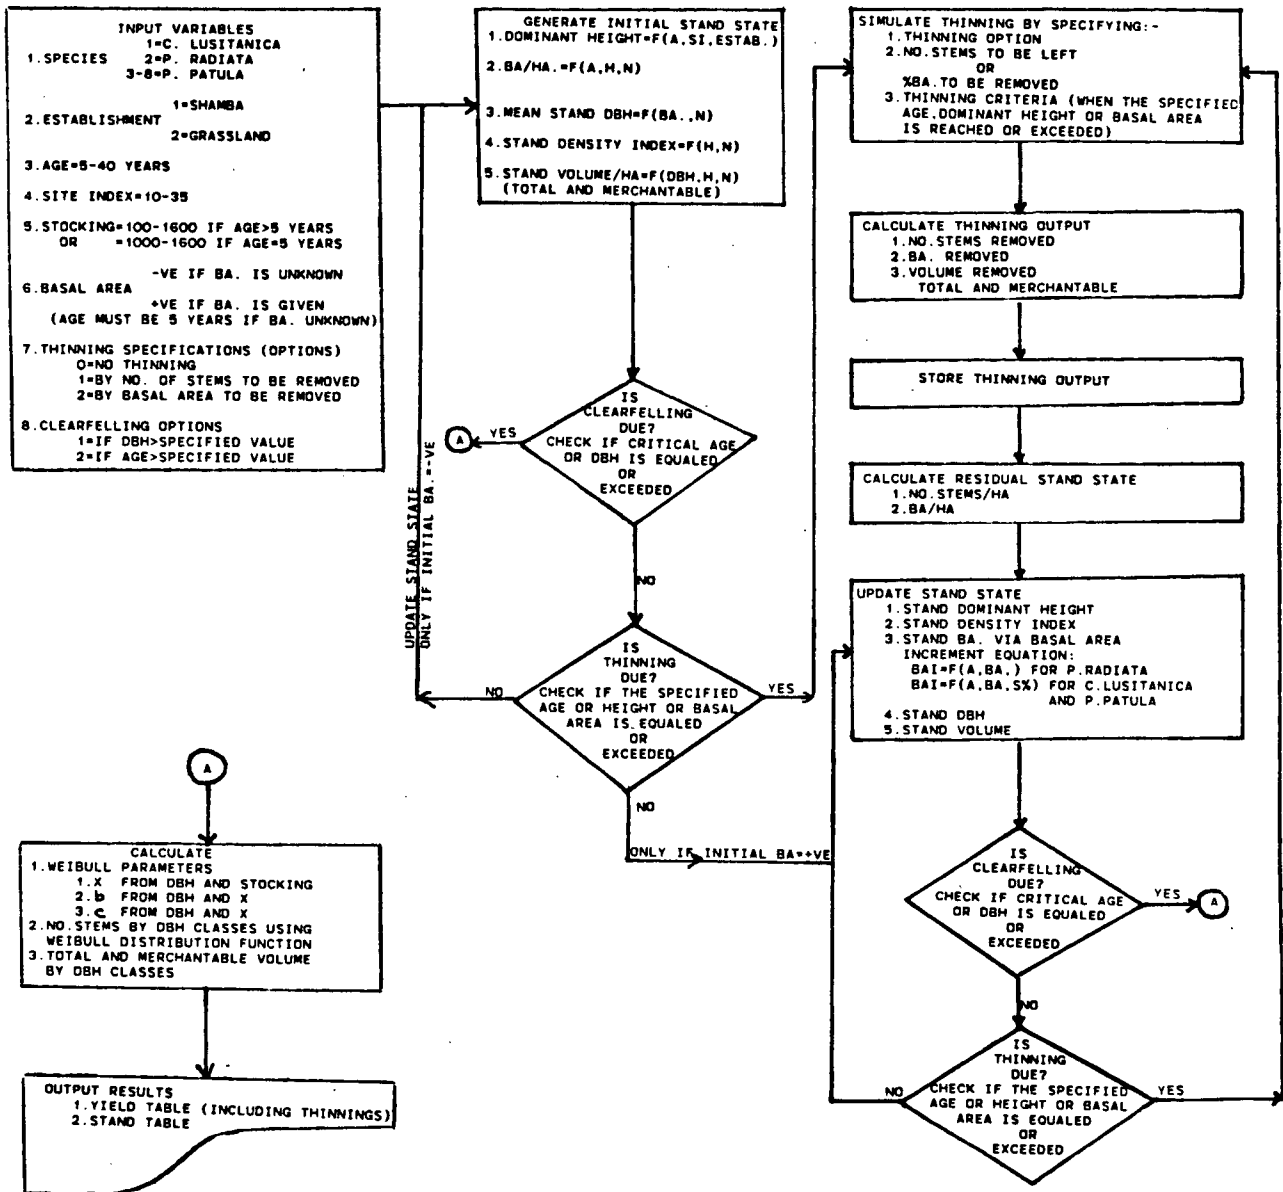 INPUT VARIABLES
1=C. LUSITANICA
1.SPECIES 2=P. RADIATA
3-8=P. PATULA
1=SHAMBA
2.ESTABLISHMENT
2=GRASSLAND
3.AGE=5-40 YEARS
4.SITE INDEX=10-35
5.STOCKING=100-1600 IF AGE>5 YEARS
OR =1000-1600 IF AGE=5 YEARS
-VE IF BA. IS UNKNOWN
6.BASAL AREA
+VE IF BA. IS GIVEN
(AGE MUST BE 5 YEARS IF BA. UNKNOWN)
7.THINNING SPECIFICATIONS (OPTIONS)
0=NO THINNING
1=BY NO. OF STEMS TO BE REMOVED
2=BY BASAL AREA TO BE REMOVED
8.CLEARFELLING OPTIONS
1=IF DBH>SPECIFIED VALUE
2=IF AGE>SPECIFIED VALUE
GENERATE INITIAL STAND STATE
1.DOMINANT HEIGHT=F(A,SI,ESTAB.)
2.BA/HA.=F(A,H,N)
3.MEAN STAND DBH=F(BA.,N)
4.STAND DENSITY INDEX=F(H,N)
5.STAND VOLUME/HA=F(DBH,H,N)
(TOTAL AND MERCHANTABLE)
IS
CLEARFELLING
DUE?
CHECK IF CRITICAL AGE
OR DBH IS EQUALED
OR
EXCEEDED
YES
A
NO
UPDATE STAND STATE
ONLY IF INITIAL BA.=-VE
IS
THINNING
DUE?
CHECK IF THE SPECIFIED
AGE OR HEIGHT OR BASAL
AREA IS EQUALED
OR
EXCEEDED
NO
YES
NO
ONLY IF INITIAL BA=+VE
SIMULATE THINNING BY SPECIFYING:-
1.THINNING OPTION
2.NO.STEMS TO BE LEFT
OR
%BA.TO BE REMOVED
3.THINNING CRITERIA (WHEN THE SPECIFIED
AGE,DOMINANT HEIGHT OR BASAL AREA
IS REACHED OR EXCEEDED)
CALCULATE THINNING OUTPUT
1.NO.STEMS REMOVED
2.BA. REMOVED
3.VOLUME REMOVED
TOTAL AND MERCHANTABLE
STORE THINNING OUTPUT
CALCULATE RESIDUAL STAND STATE
1.NO.STEMS/HA
2.BA/HA
UPDATE STAND STATE
1.STAND DOMINANT HEIGHT
2.STAND DENSITY INDEX
3.STAND BA. VIA BASAL AREA
INCREMENT EQUATION:
BAI=F(A,BA,) FOR P.RADIATA
BAI=F(A,BA,S%) FOR C.LUSITANICA
AND P.PATULA
4.STAND DBH
5.STAND VOLUME
IS
CLEARFELLING
DUE?
CHECK IF CRITICAL AGE
OR DBH IS EQUALED
OR
EXCEEDED
YES
A
NO
IS
THINNING
DUE?
CHECK IF THE SPECIFIED
AGE OR HEIGHT OR BASAL
AREA IS EQUALED
OR
EXCEEDED
NO
YES
A
CALCULATE
1.WEIBULL PARAMETERS
1.X FROM DBH AND STOCKING
2.b FROM DBH AND X
3.c FROM DBH AND X
2.NO.STEMS BY DBH CLASSES USING
WEIBULL DISTRIBUTION FUNCTION
3.TOTAL AND MERCHANTABLE VOLUME
BY DBH CLASSES
OUTPUT RESULTS
1.YIELD TABLE (INCLUDING THINNINGS)
2.STAND TABLE